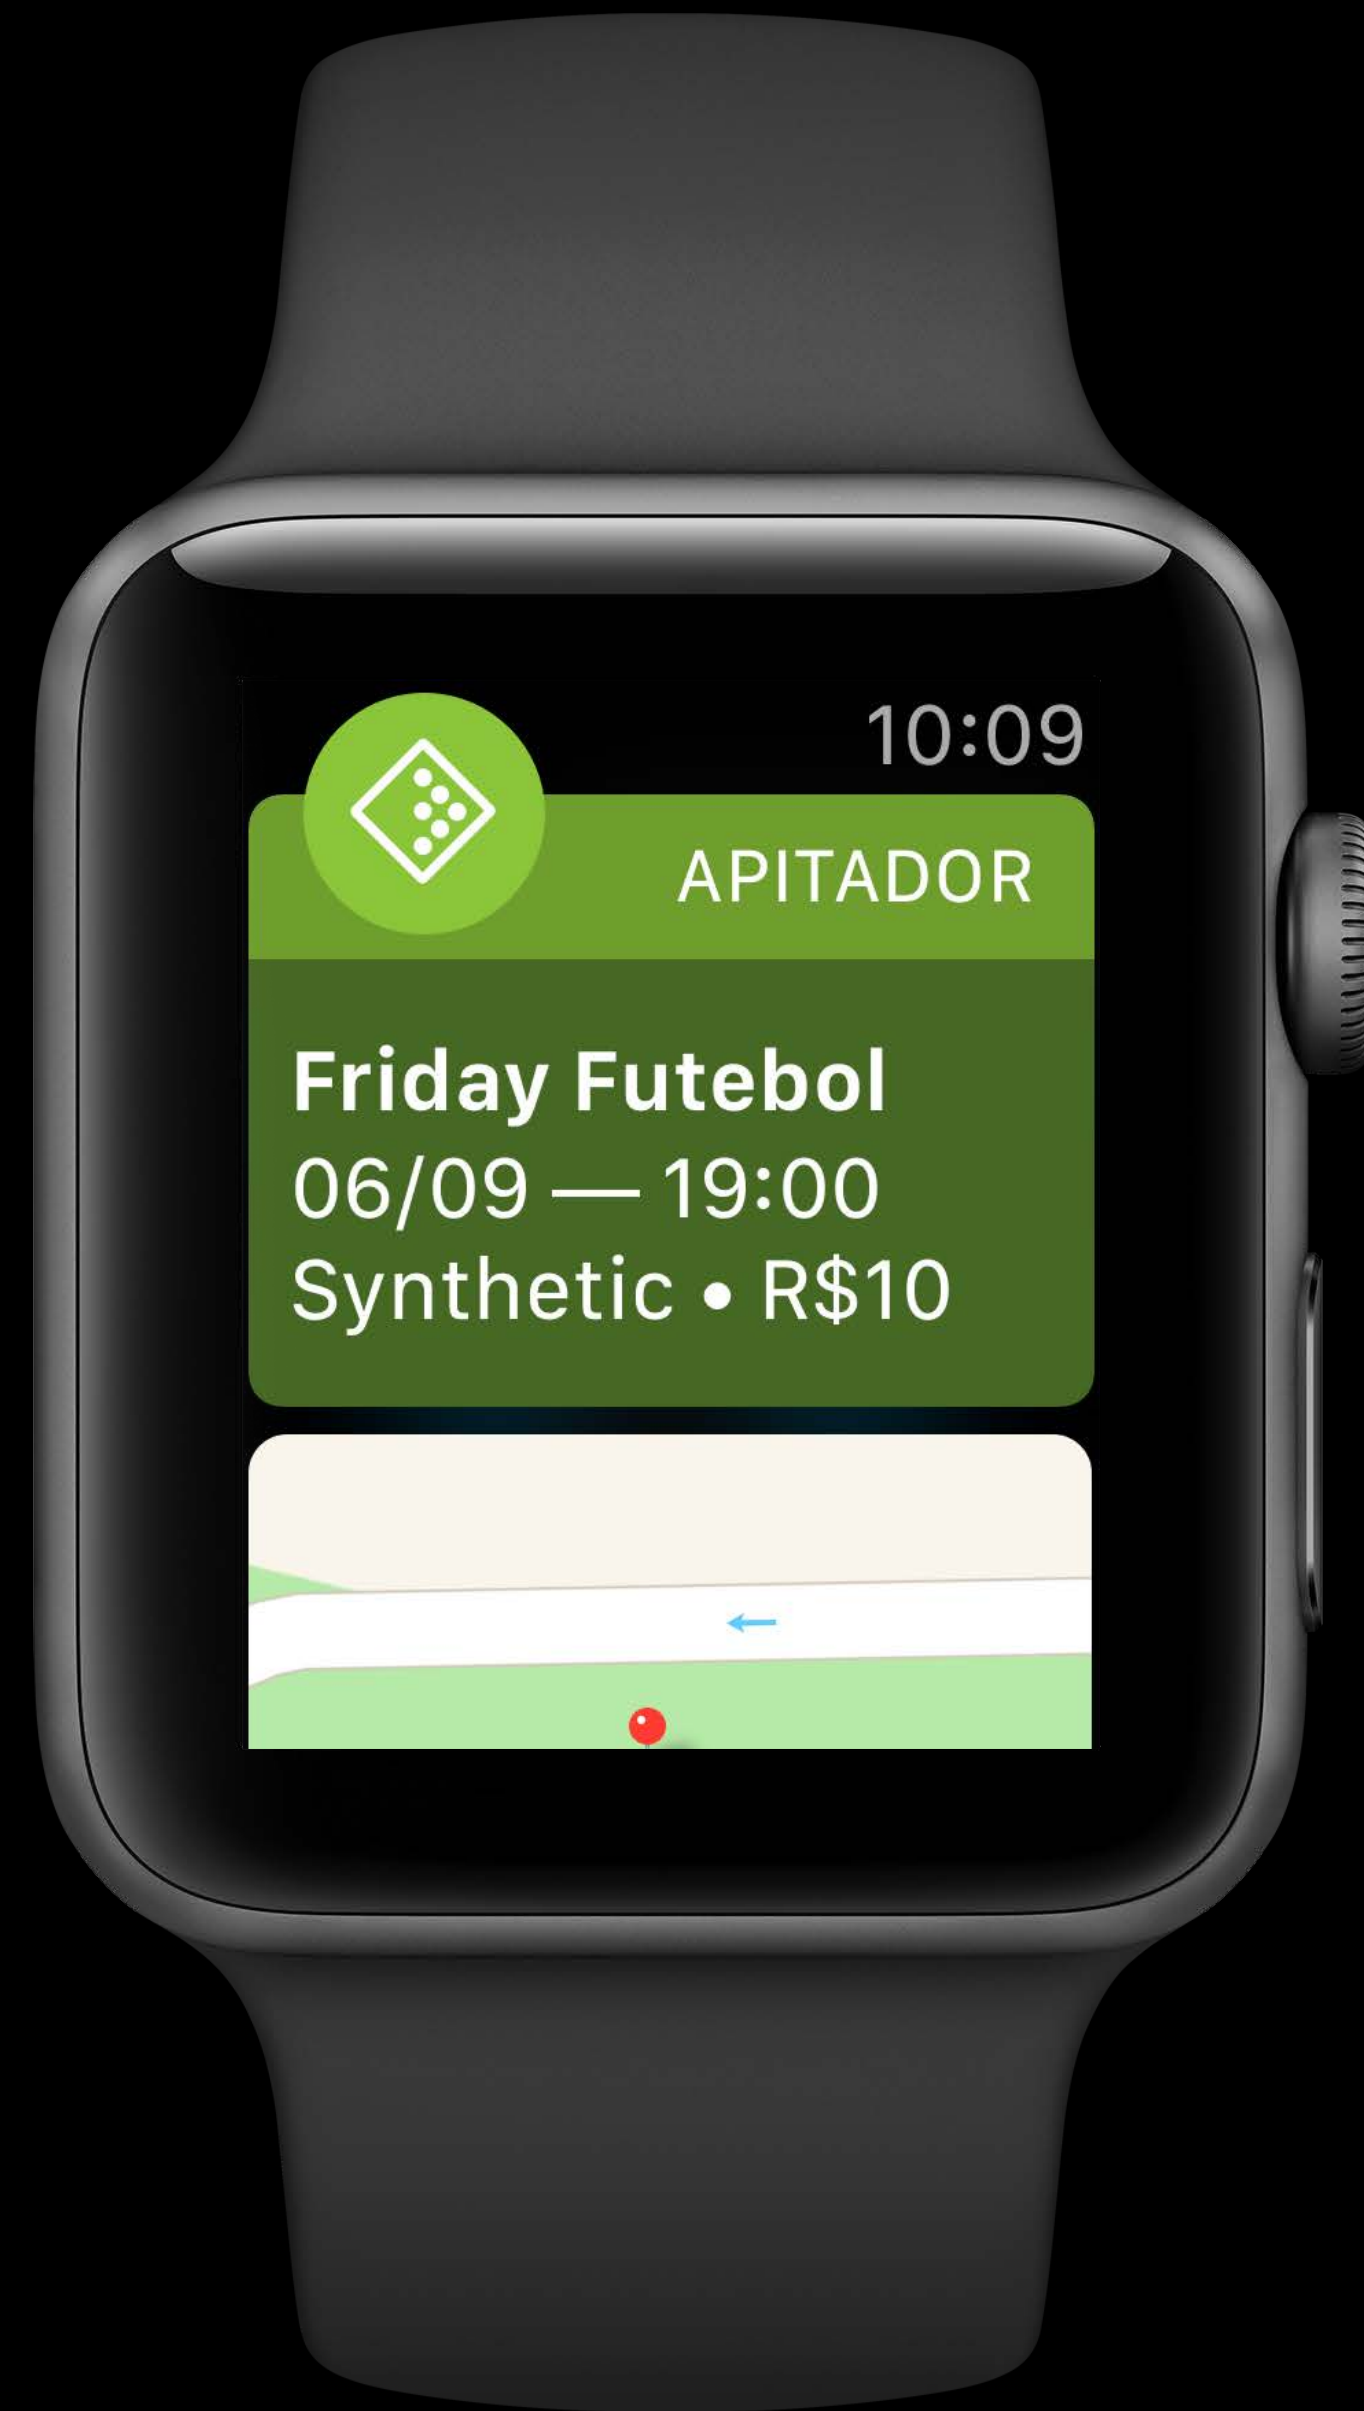 10:09
APITADOR
Friday Futebol
06/09 — 19:00
Synthetic • R$10